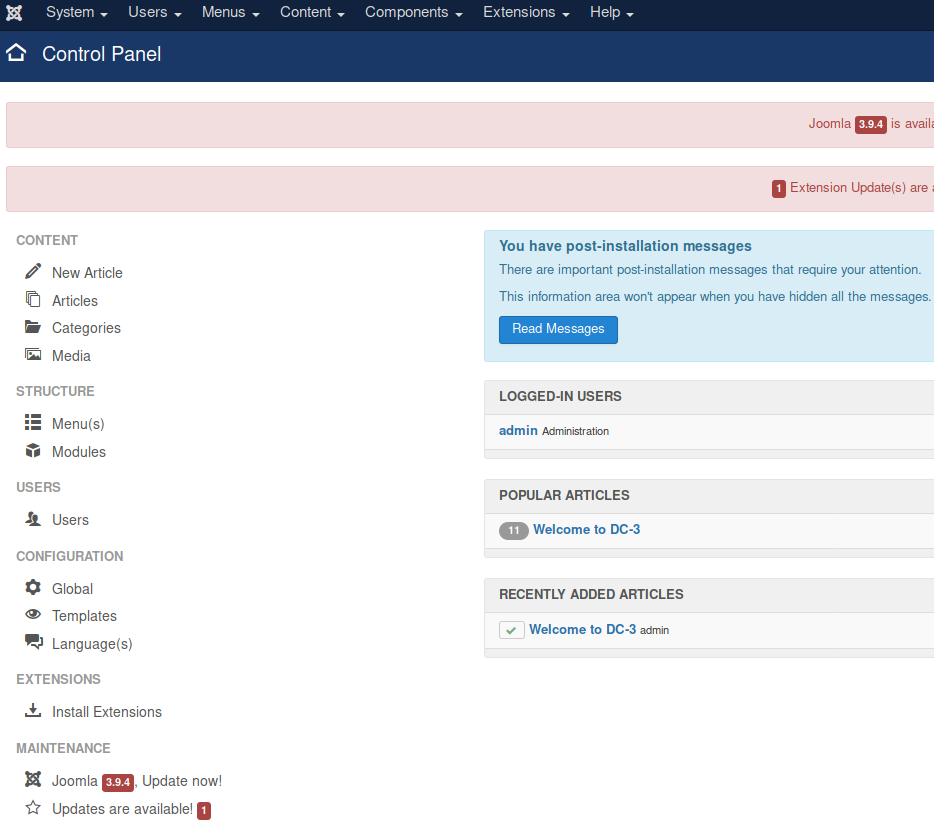 System Users Menus Content Components Extensions Help
Control Panel
Joomla 3.9.4 is
1 Extension Update(s) are
CONTENT
New Article
Articles
Categories
Media
STRUCTURE
Menu(s)
Modules
USERS
Users
CONFIGURATION
Global
Templates
Language(s)
EXTENSIONS
Install Extensions
MAINTENANCE
Joomla 3.9.4, Update now!
Updates are available! 1
You have post-installation messages
There are important post-installation messages that require your attention.
This information area won't appear when you have hidden all the messages.
Read Messages
LOGGED-IN USERS
admin Administration
POPULAR ARTICLES
11 Welcome to DC-3
RECENTLY ADDED ARTICLES
Welcome to DC-3 admin